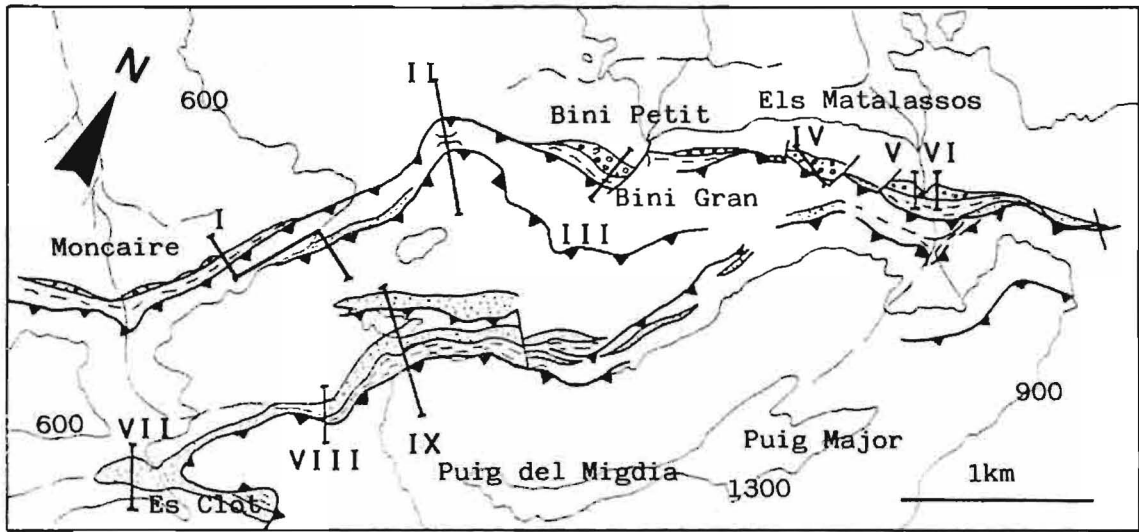 N
600
II
Bini Petit
Els Matalassos
IV
V VI
I
Moncaire
Bini Gran
III
600
VII
VIII
IX
Es Clot
Puig del Migdia
Puig Major
1300
900
1km